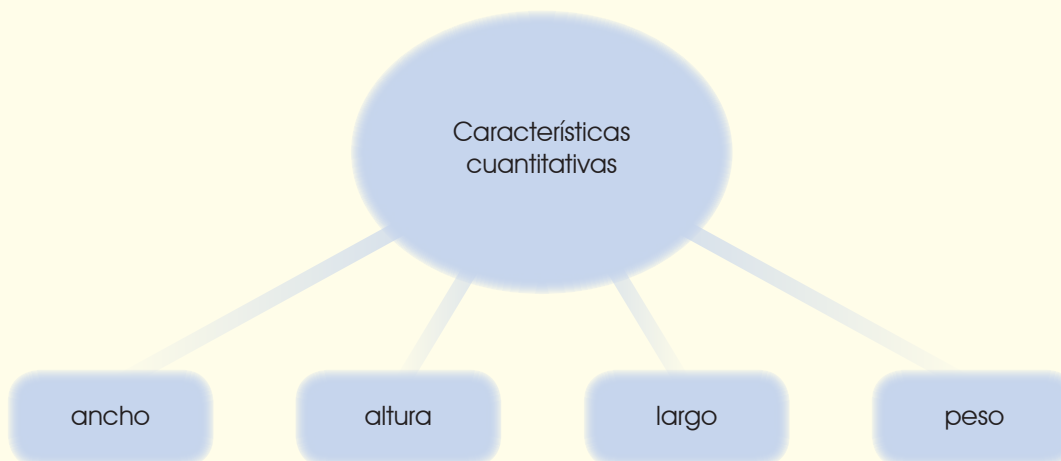 Características
cuantitativas
ancho
altura
largo
peso